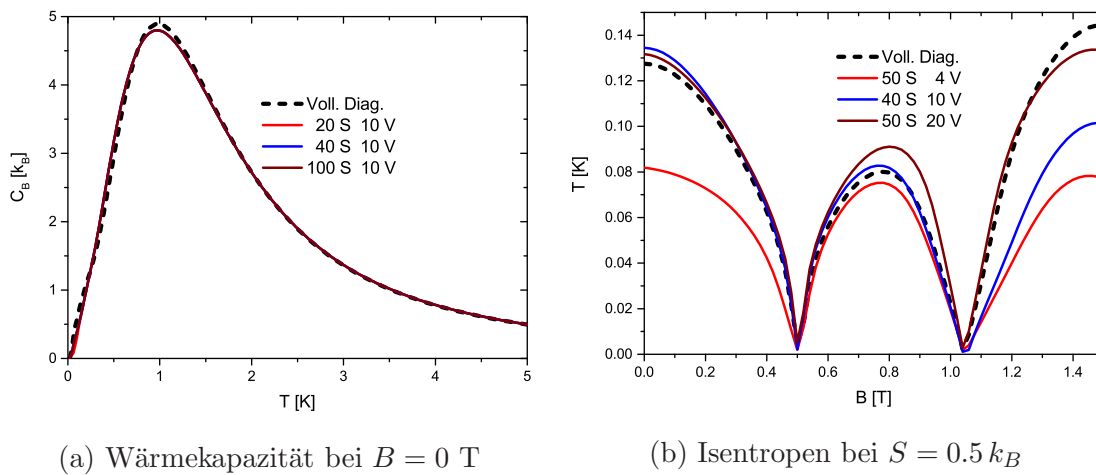 5
4
3
2
1
0
C_B [k_B]
Voll. Diag.
20 S 10 V
40 S 10 V
100 S 10 V
0 1 2 3 4 5
T [K]
(a) Wärmekapazität bei B = 0 T
0.14
0.12
0.10
0.08
0.06
0.04
0.02
0.00
T [K]
Voll. Diag.
50 S 4 V
40 S 10 V
50 S 20 V
0.0 0.2 0.4 0.6 0.8 1.0 1.2 1.4
B [T]
(b) Isentropen bei S = 0.5 k_B